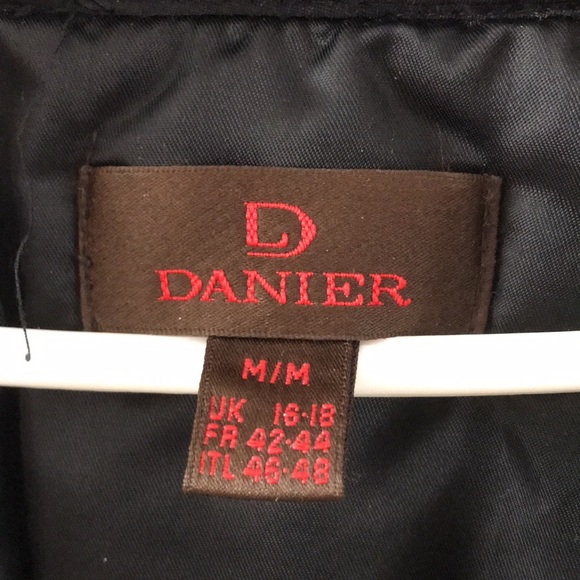 D
DANIER
M/M
UK 16-18
FR 42-44
ITL 46-48